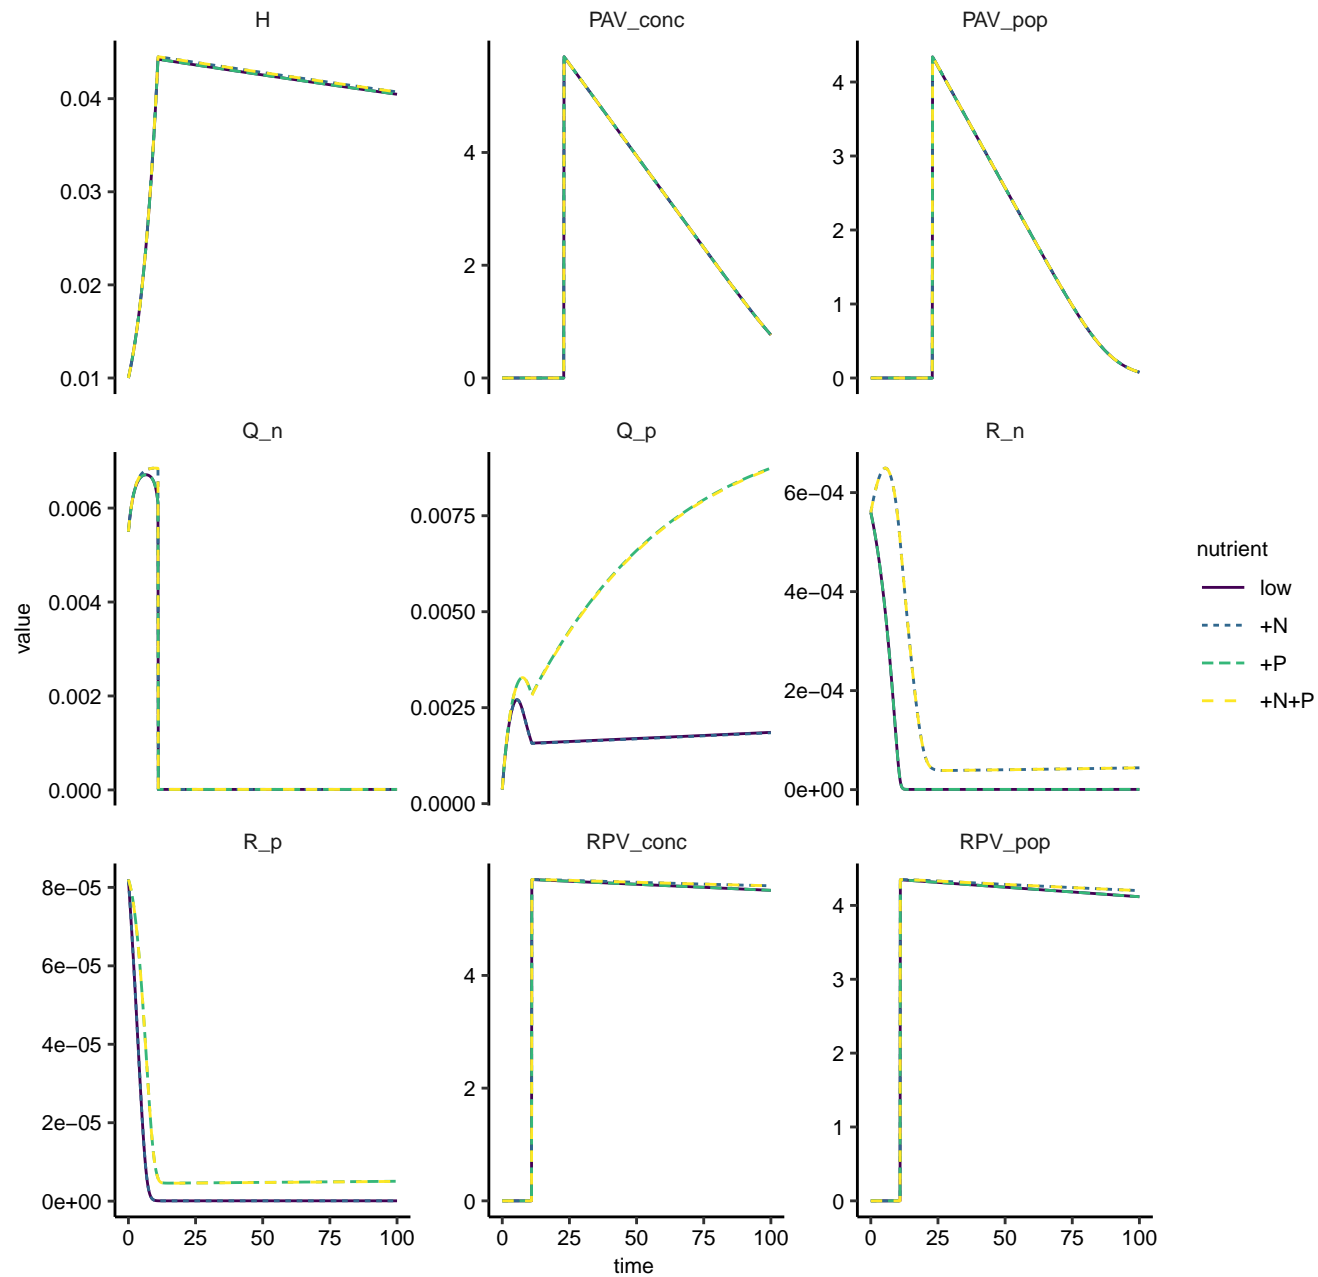 H
PAV_conc
PAV_pop
0.04
0.03
0.02
0.01
4
2
0
4
3
2
1
0
Q_n
Q_p
R_n
0.006
0.004
0.002
0.000
0.0075
0.0050
0.0025
0.0000
6e−04
4e−04
2e−04
0e+00
value
nutrient
low
+N
+P
+N+P
R_p
RPV_conc
RPV_pop
8e−05
6e−05
4e−05
2e−05
0e+00
4
2
0
4
3
2
1
0
0 25 50 75 100
0 25 50 75 100
0 25 50 75 100
time